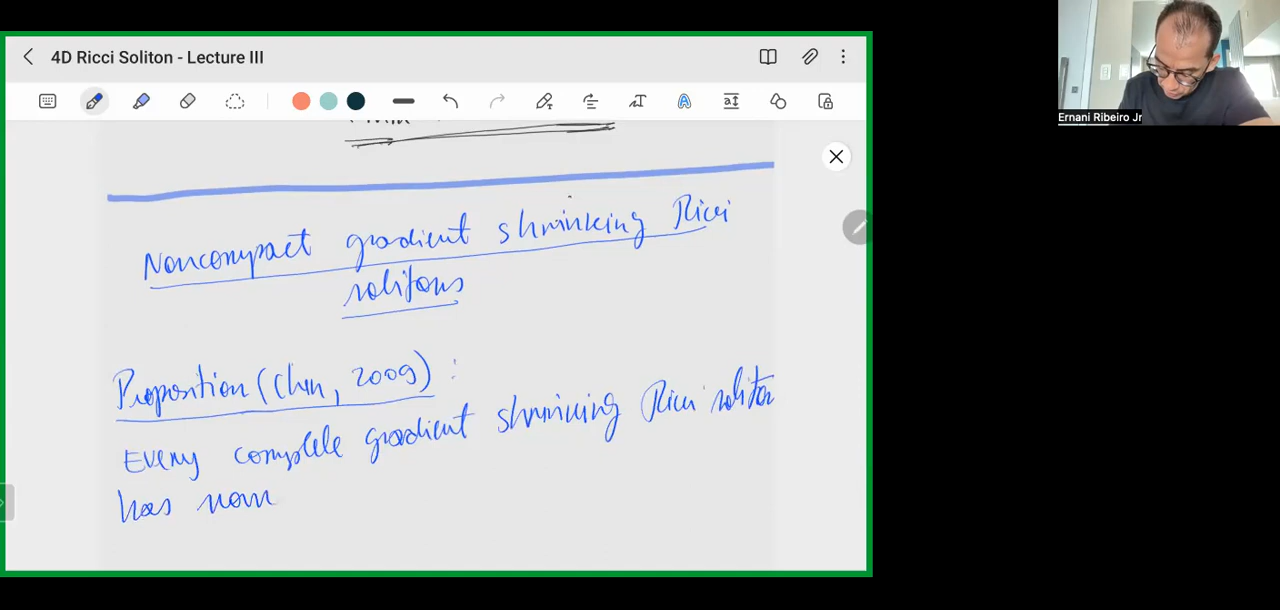 4D Ricci Soliton - Lecture III
Noncompact gradient shrinking Ricci
solitons
Proposition (Chen, 2009) :
Every complete gradient shrinking Ricci soliton
has nonn
Ernani Ribeiro Jr